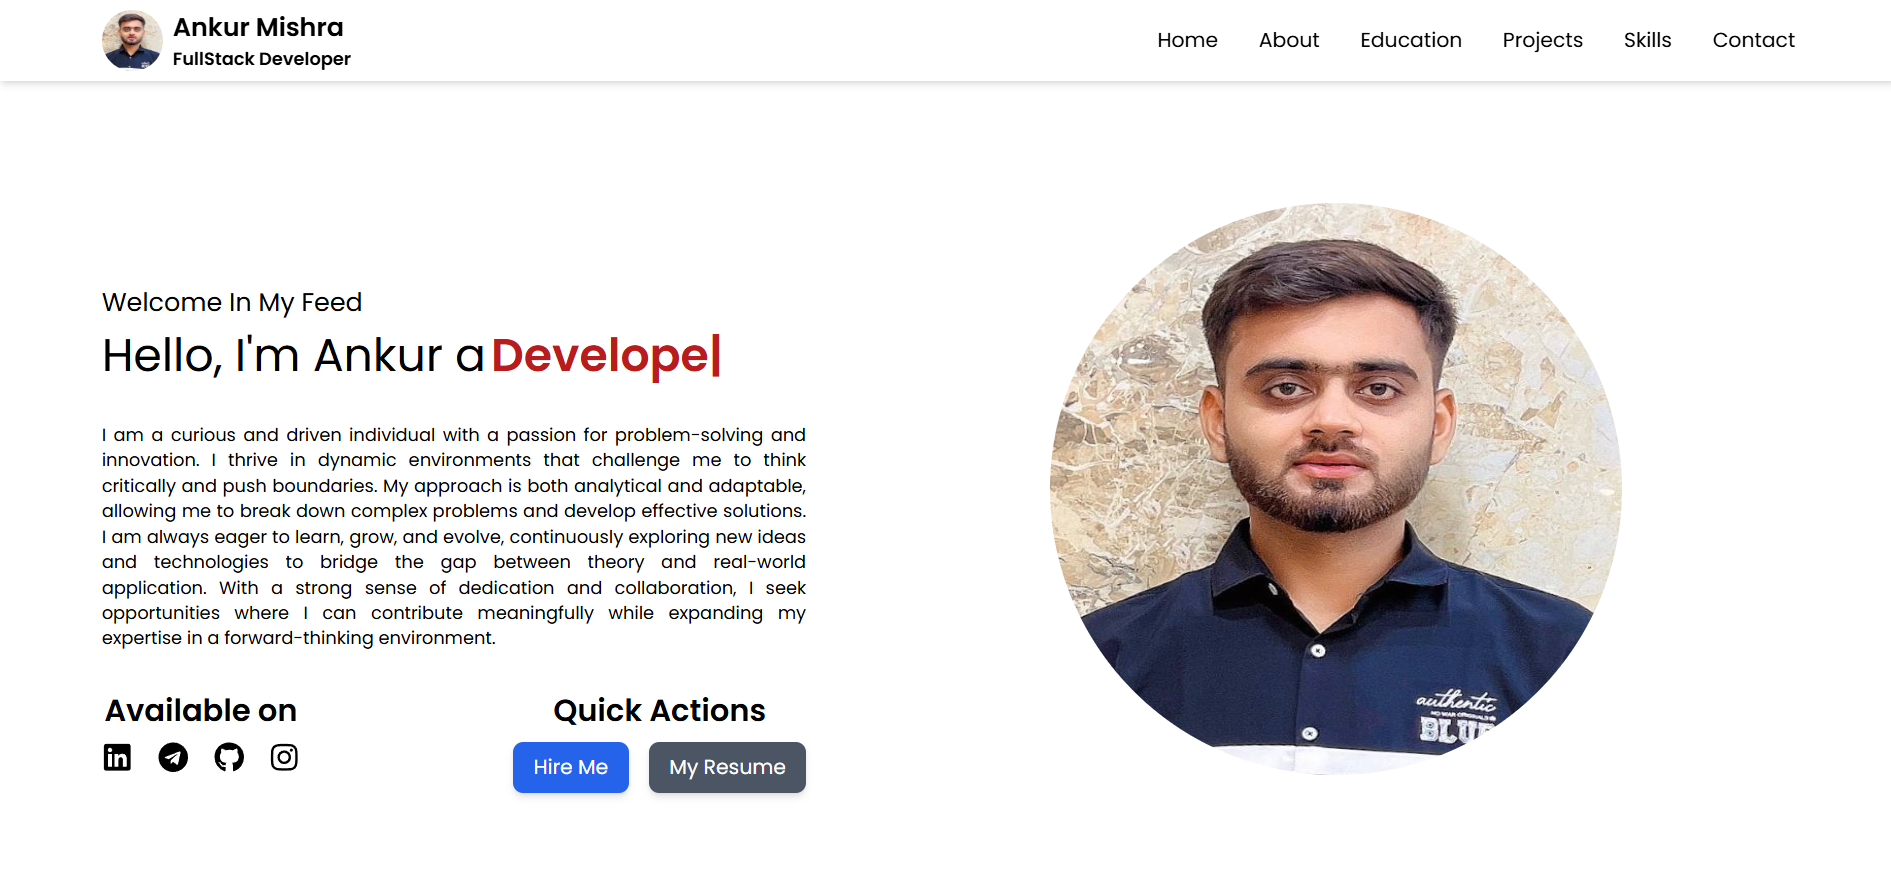 Ankur Mishra
FullStack Developer
Home About Education Projects Skills Contact
Welcome In My Feed
Hello, I'm Ankur a Develope|
I am a curious and driven individual with a passion for problem-solving and
innovation. I thrive in dynamic environments that challenge me to think
critically and push boundaries. My approach is both analytical and adaptable,
allowing me to break down complex problems and develop effective solutions.
I am always eager to learn, grow, and evolve, continuously exploring new ideas
and technologies to bridge the gap between theory and real-world
application. With a strong sense of dedication and collaboration, I seek
opportunities where I can contribute meaningfully while expanding my
expertise in a forward-thinking environment.
Available on
Quick Actions
Hire Me
My Resume
authentic
BLUE